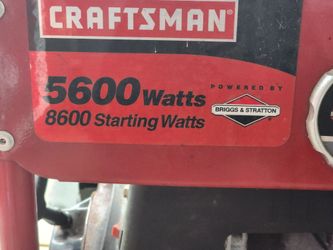 CRAFTSMAN®
5600 Watts
8600 Starting Watts
POWERED BY
BRIGGS & STRATTON